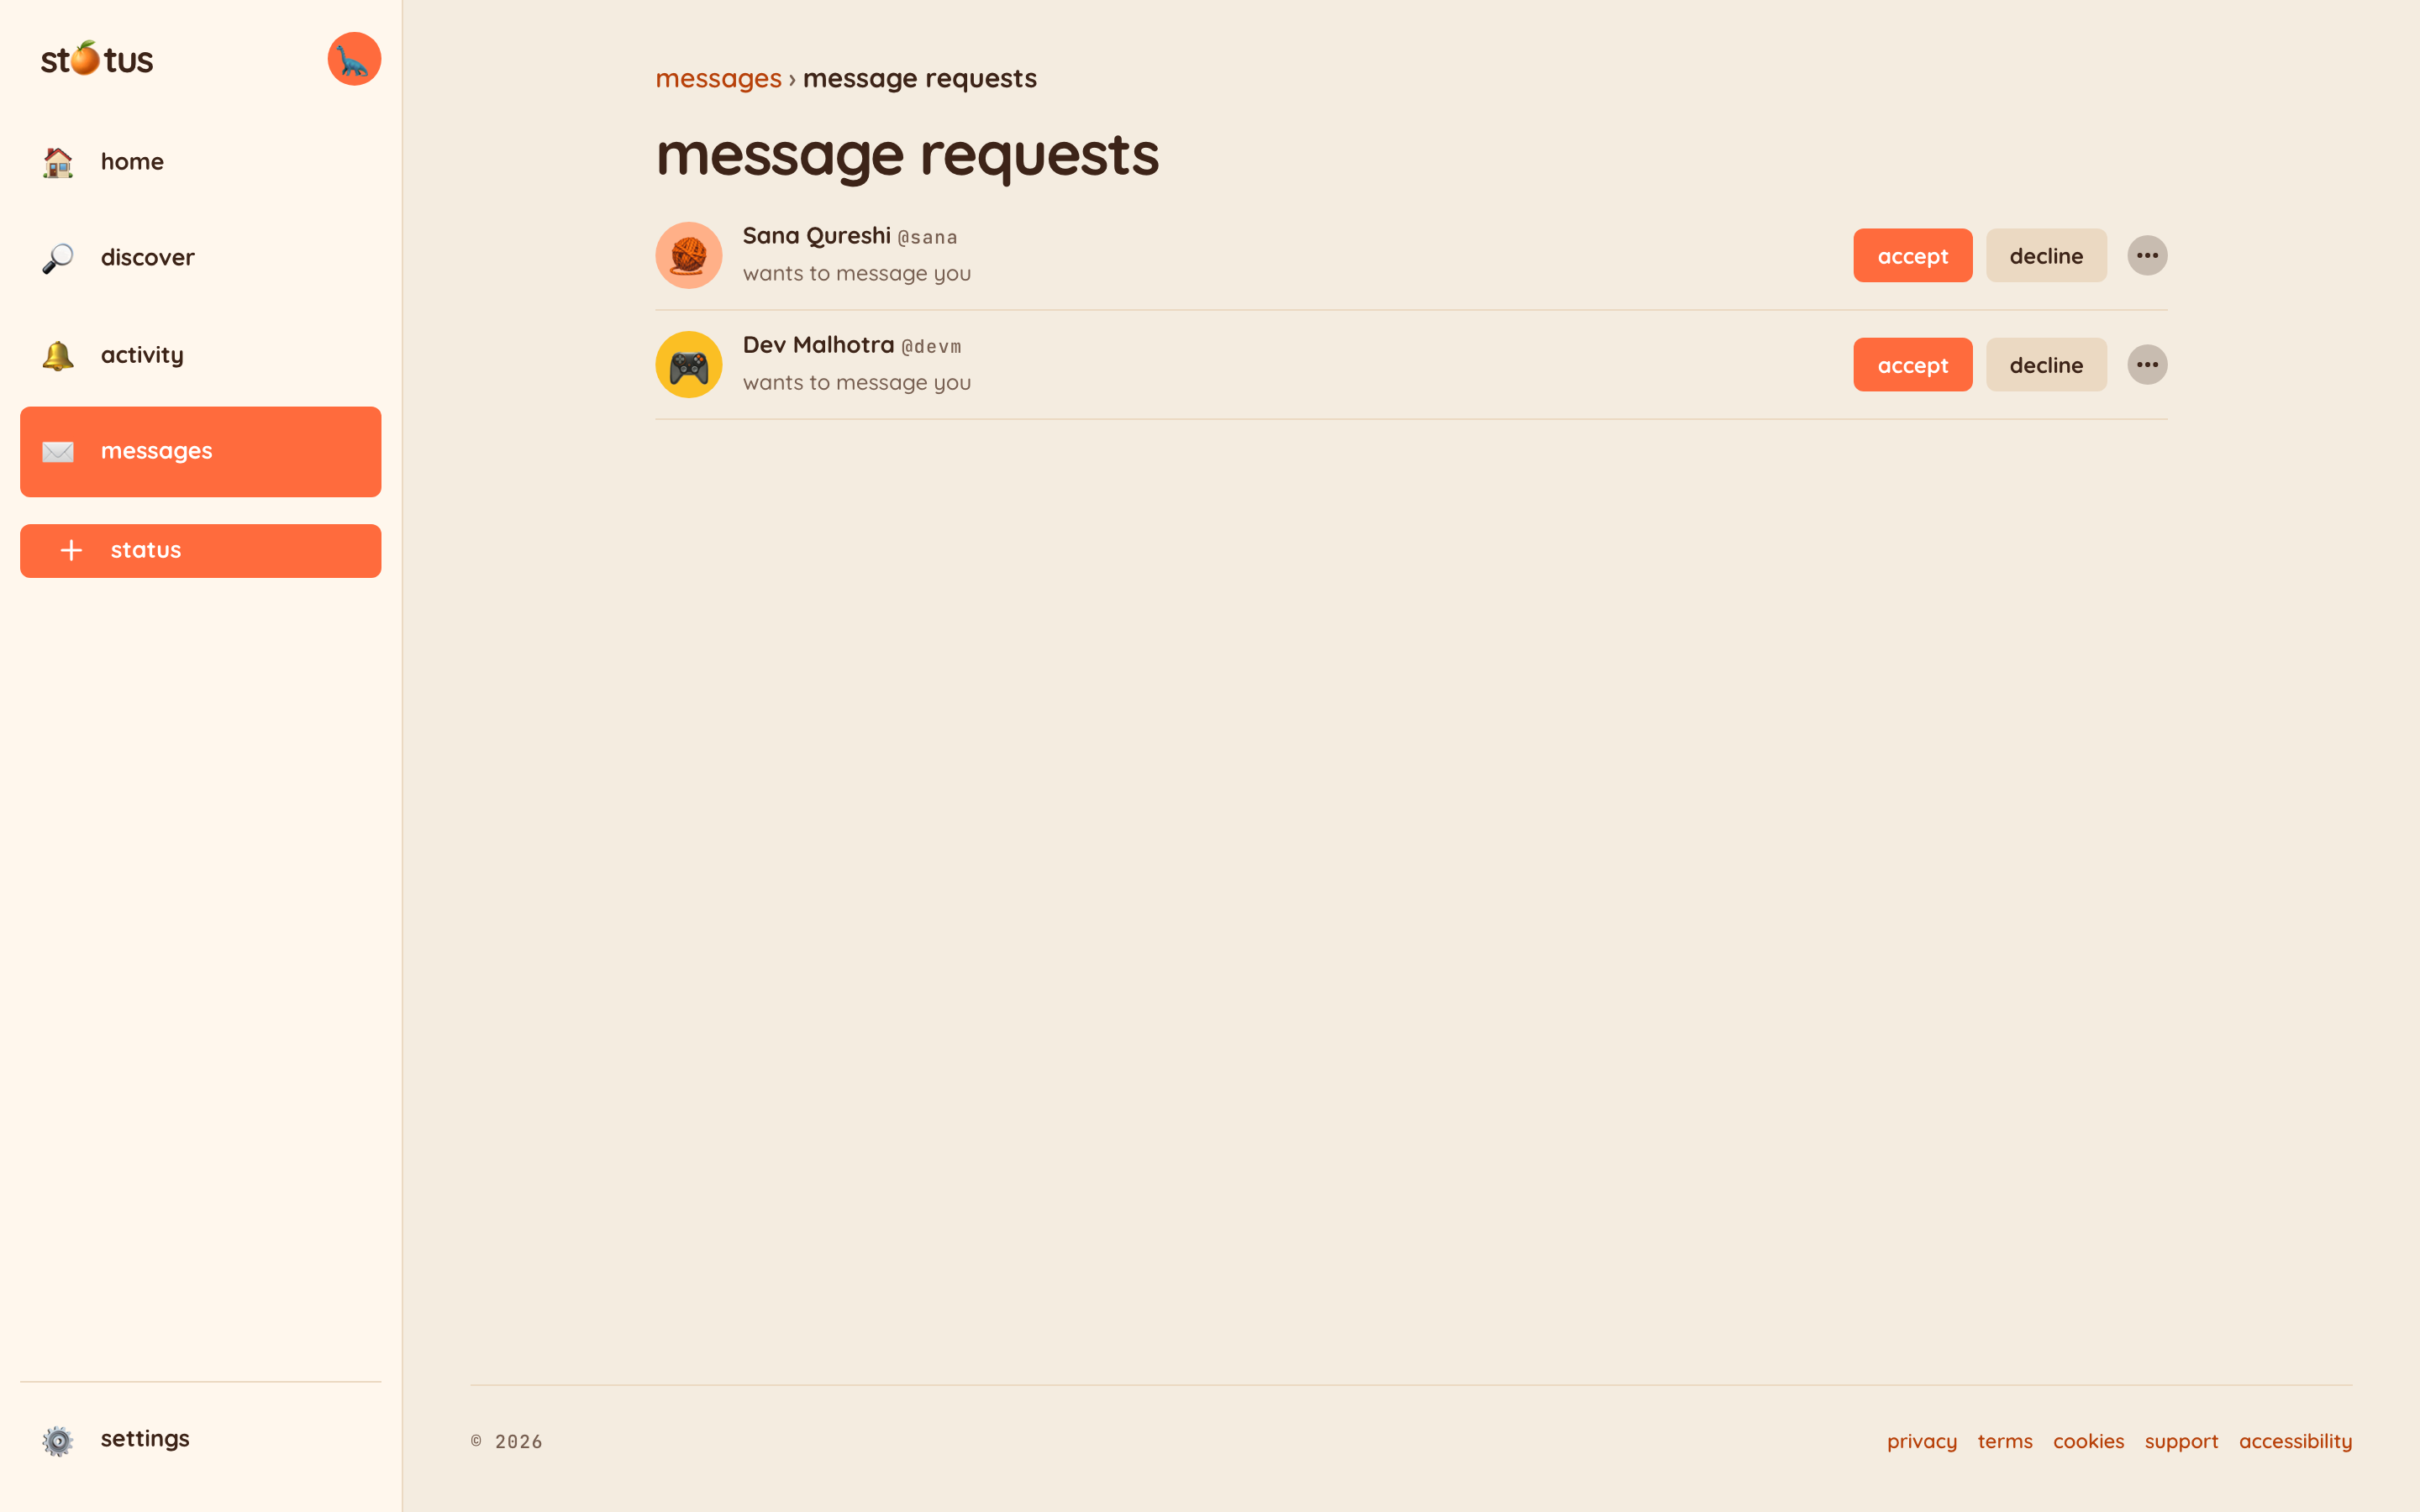 st🍊tus
home
discover
activity
messages
status
settings
messages › message requests
message requests
Sana Qureshi @sana
wants to message you
accept decline
Dev Malhotra @devm
wants to message you
accept decline
© 2026
privacy terms cookies support accessibility